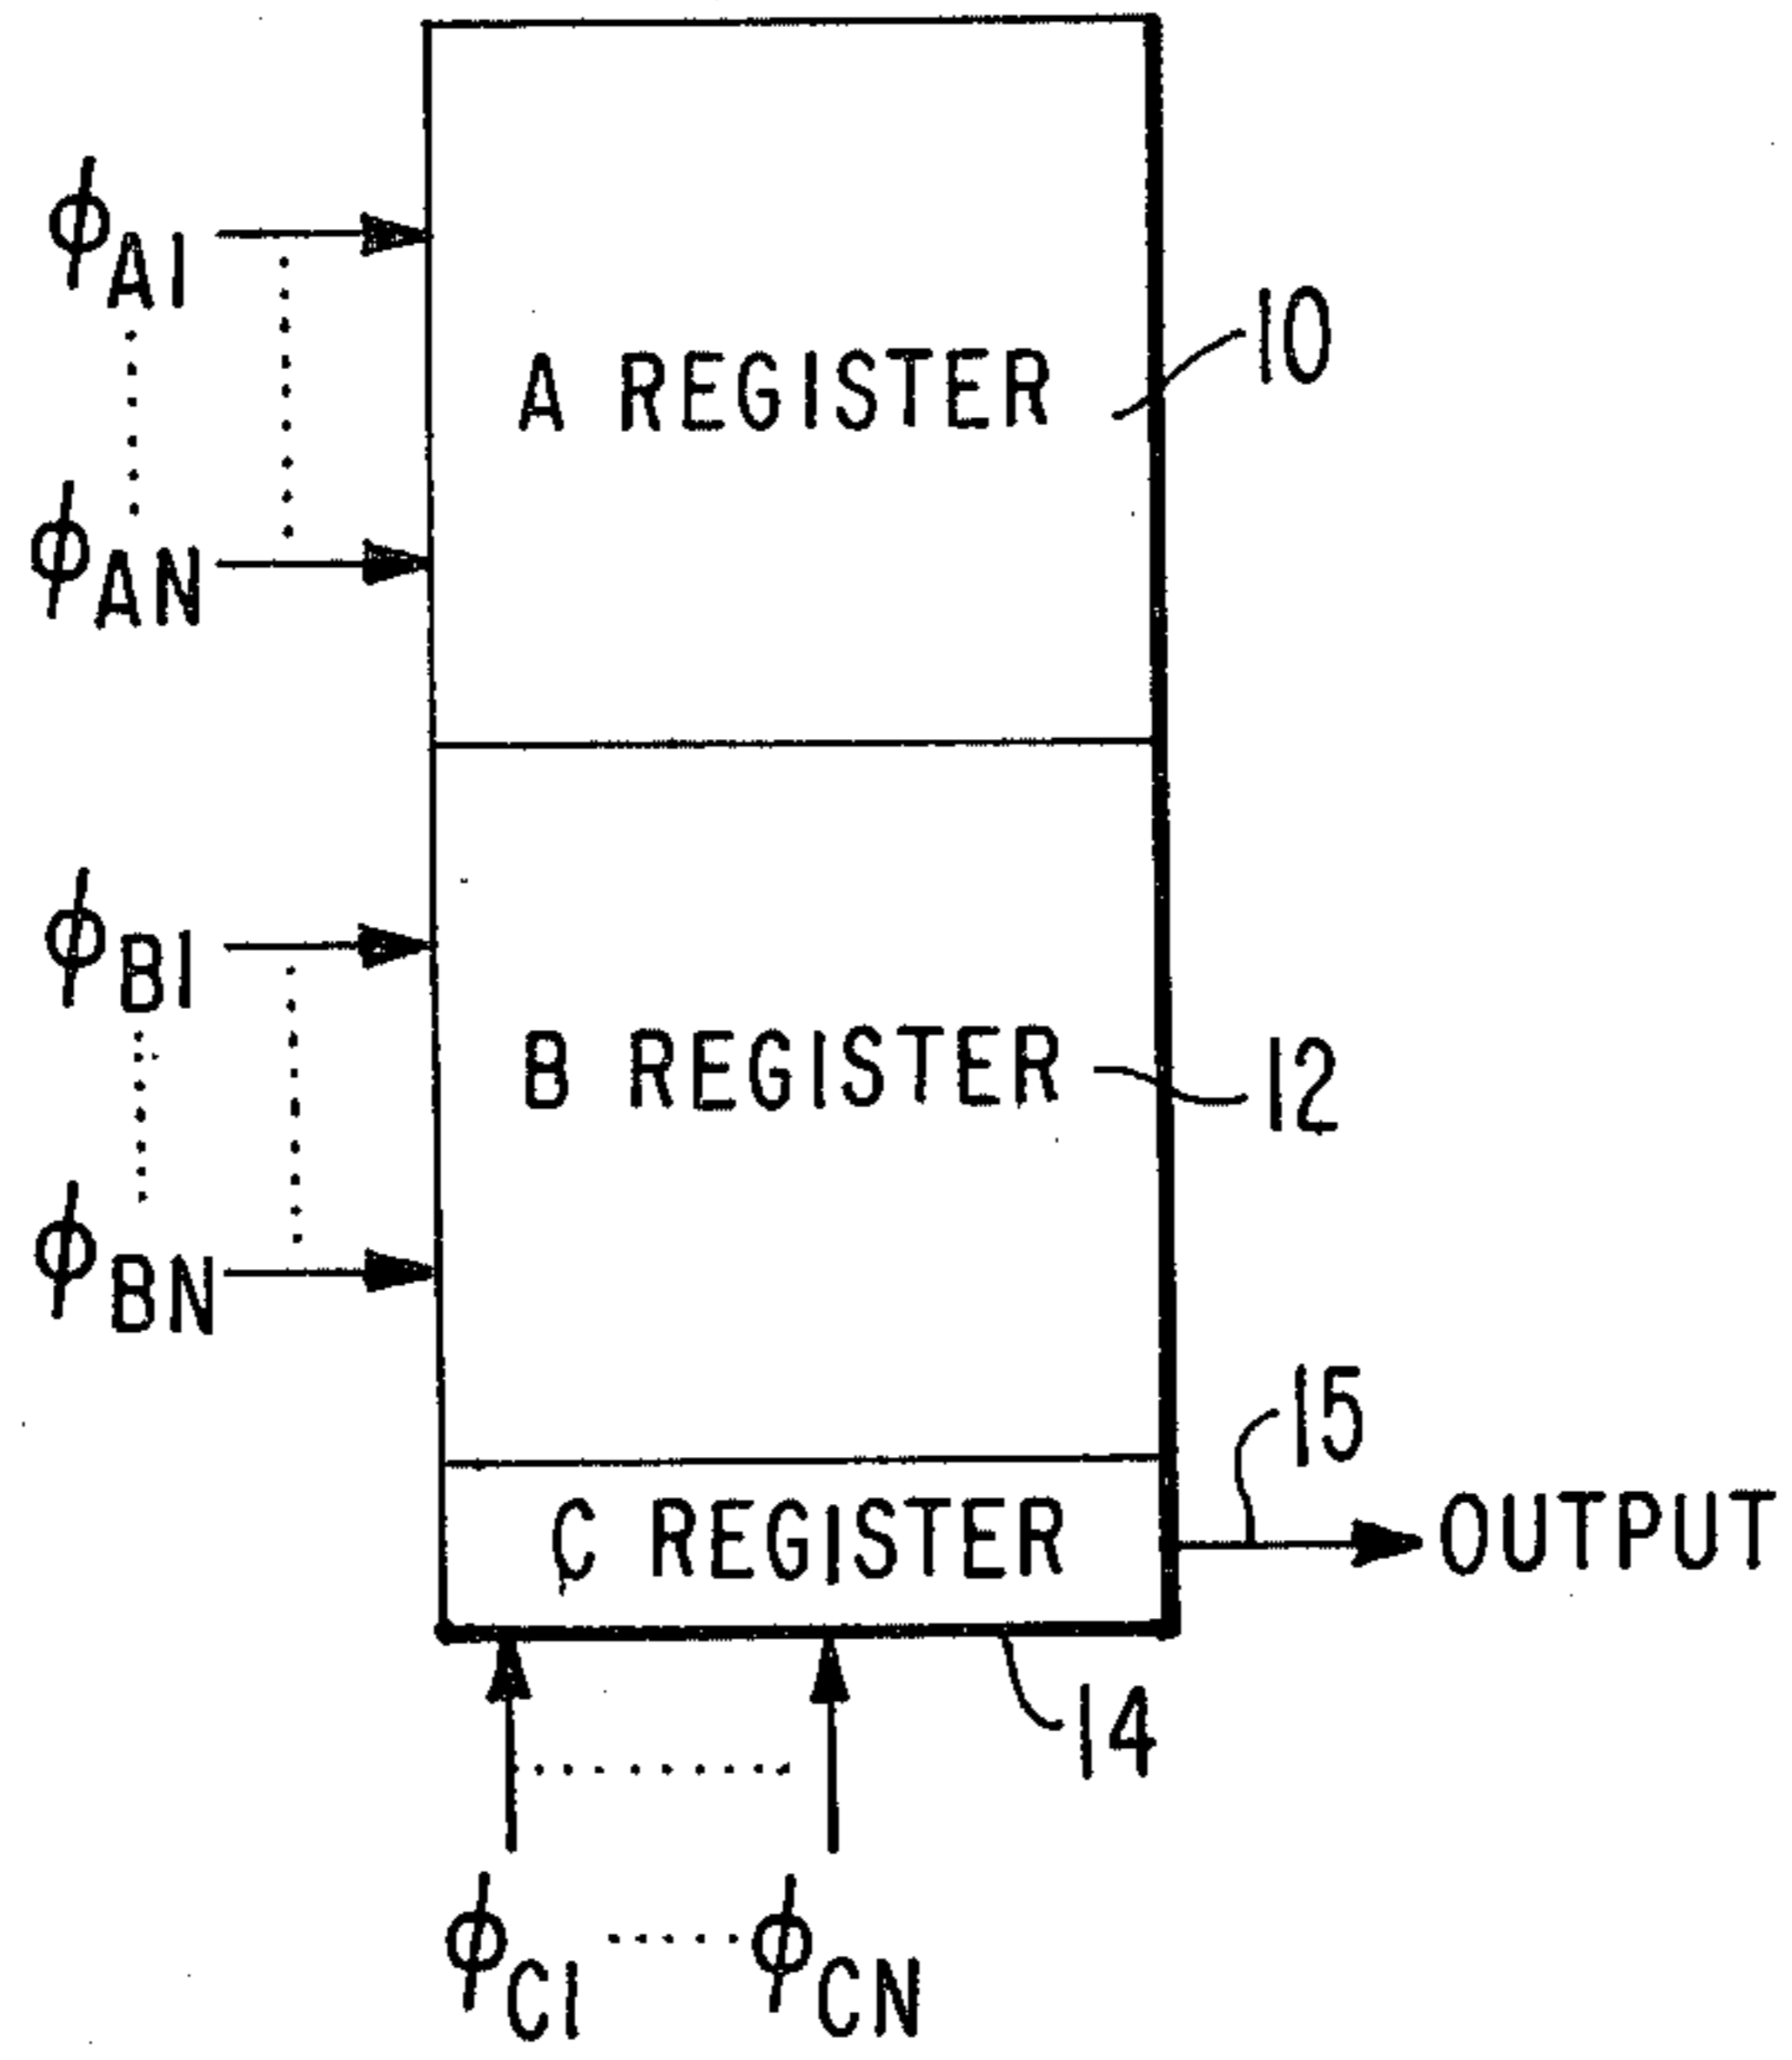 ϕA1
A REGISTER
10
ϕAN
ϕB1
B REGISTER
12
ϕBN
15
C REGISTER
OUTPUT
14
ϕC1 ϕCN